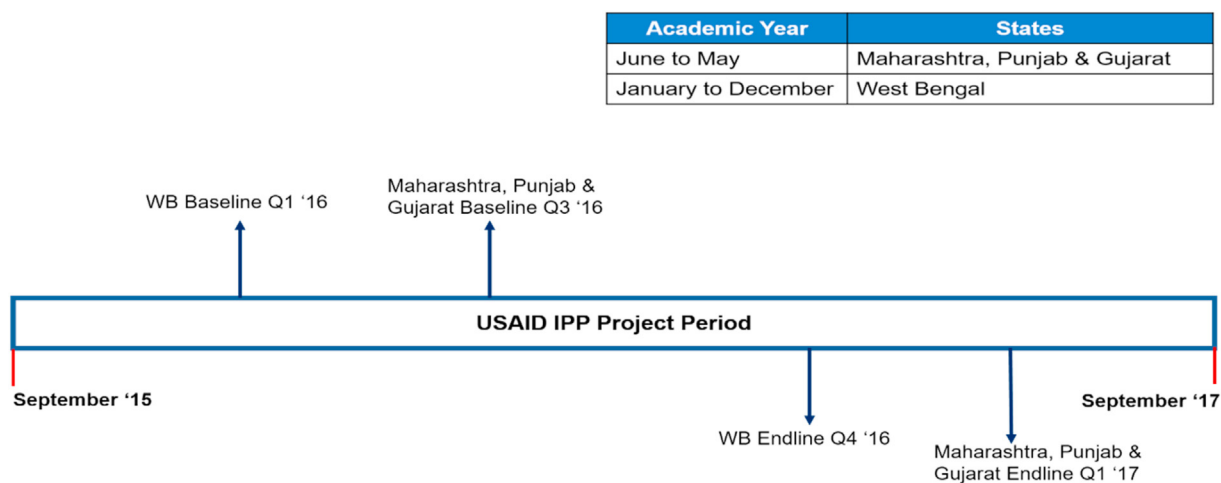 Academic Year States
June to May Maharashtra, Punjab & Gujarat
January to December West Bengal
WB Baseline Q1 ‘16
Maharashtra, Punjab &
Gujarat Baseline Q3 ‘16
USAID IPP Project Period
September ‘15
September ‘17
WB Endline Q4 ‘16
Maharashtra, Punjab &
Gujarat Endline Q1 ‘17